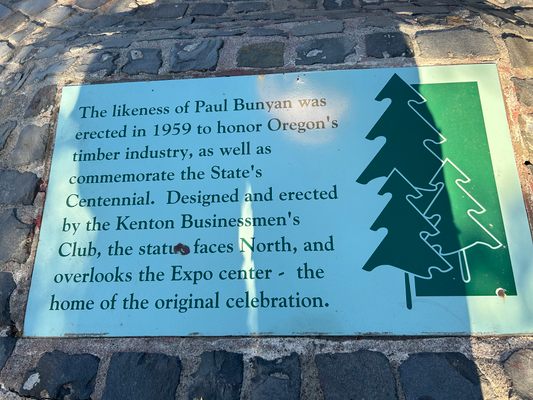 The likeness of Paul Bunyan was
erected in 1959 to honor Oregon's
timber industry, as well as
commemorate the State's
Centennial. Designed and erected
by the Kenton Businessmen's
Club, the statue faces North, and
overlooks the Expo center - the
home of the original celebration.